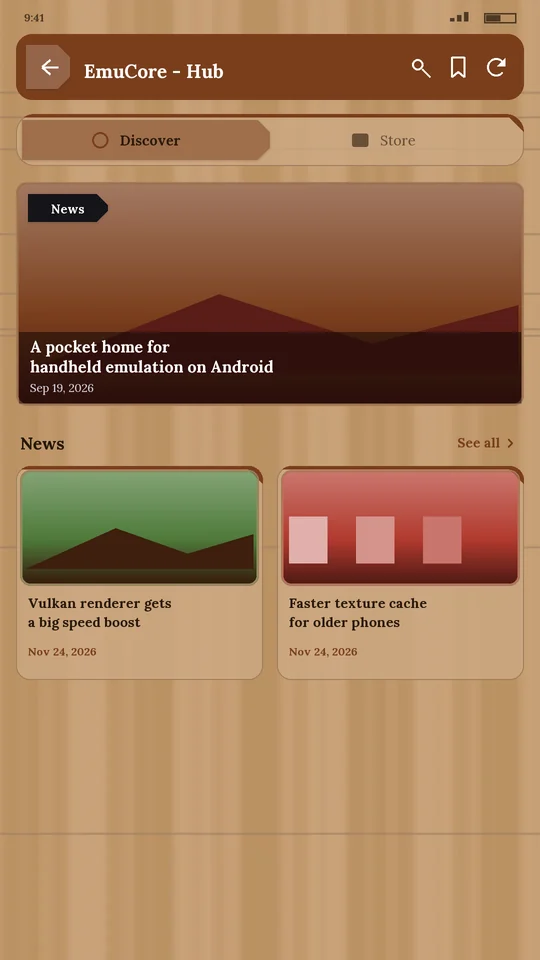 9:41
EmuCore - Hub
Discover
Store
News
A pocket home for
handheld emulation on Android
Sep 19, 2026
News
See all
Vulkan renderer gets
a big speed boost
Nov 24, 2026
Faster texture cache
for older phones
Nov 24, 2026